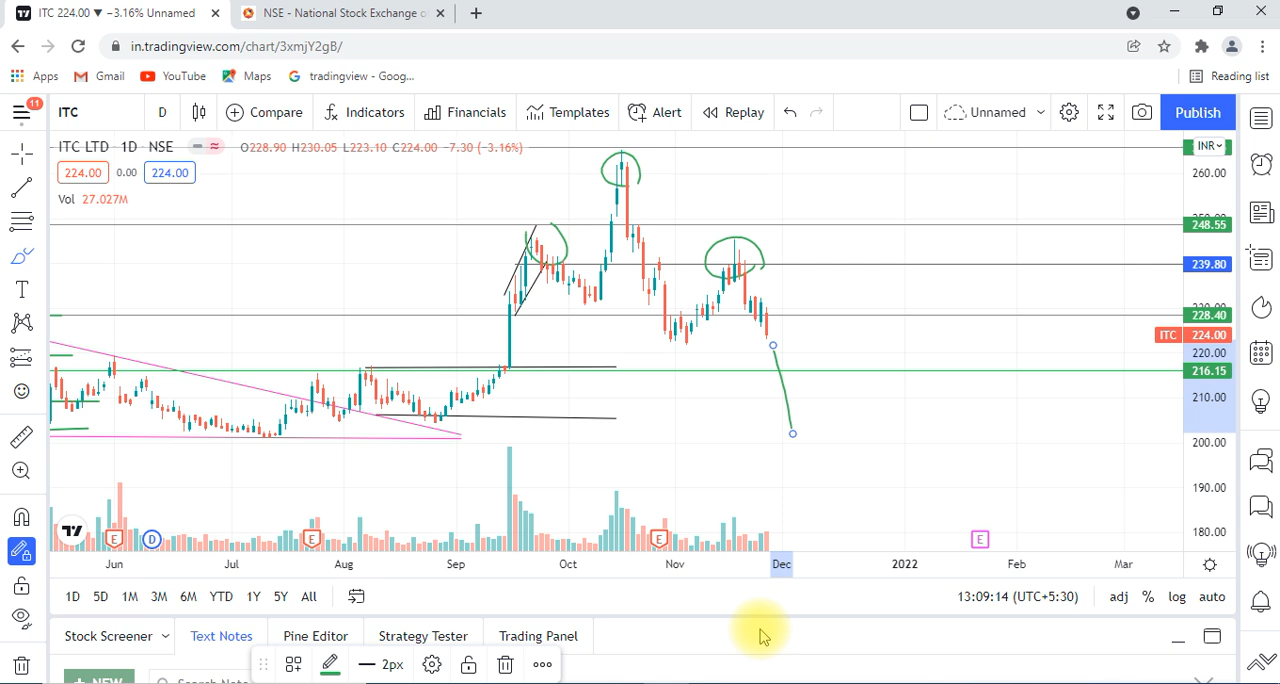 ITC 224.00 ▼ −3.16% Unnamed
NSE - National Stock Exchange o
in.tradingview.com/chart/3xmjY2gB/
Apps Gmail YouTube Maps tradingview - Goog... Reading list
11 ITC D Compare Indicators Financials Templates Alert Replay Unnamed Publish
ITC LTD 1D NSE O228.90 H230.05 L223.10 C224.00 −7.30 (−3.16%)
INR
224.00 0.00 224.00
260.00
Vol 27.027M
248.55
239.80
228.40
ITC 224.00
220.00
216.15
210.00
200.00
190.00
180.00
E D E E E
Jun Jul Aug Sep Oct Nov Dec 2022 Feb Mar
1D 5D 1M 3M 6M YTD 1Y 5Y All 13:09:14 (UTC+5:30) adj % log auto
Stock Screener Text Notes Pine Editor Strategy Tester Trading Panel
2px
NEW